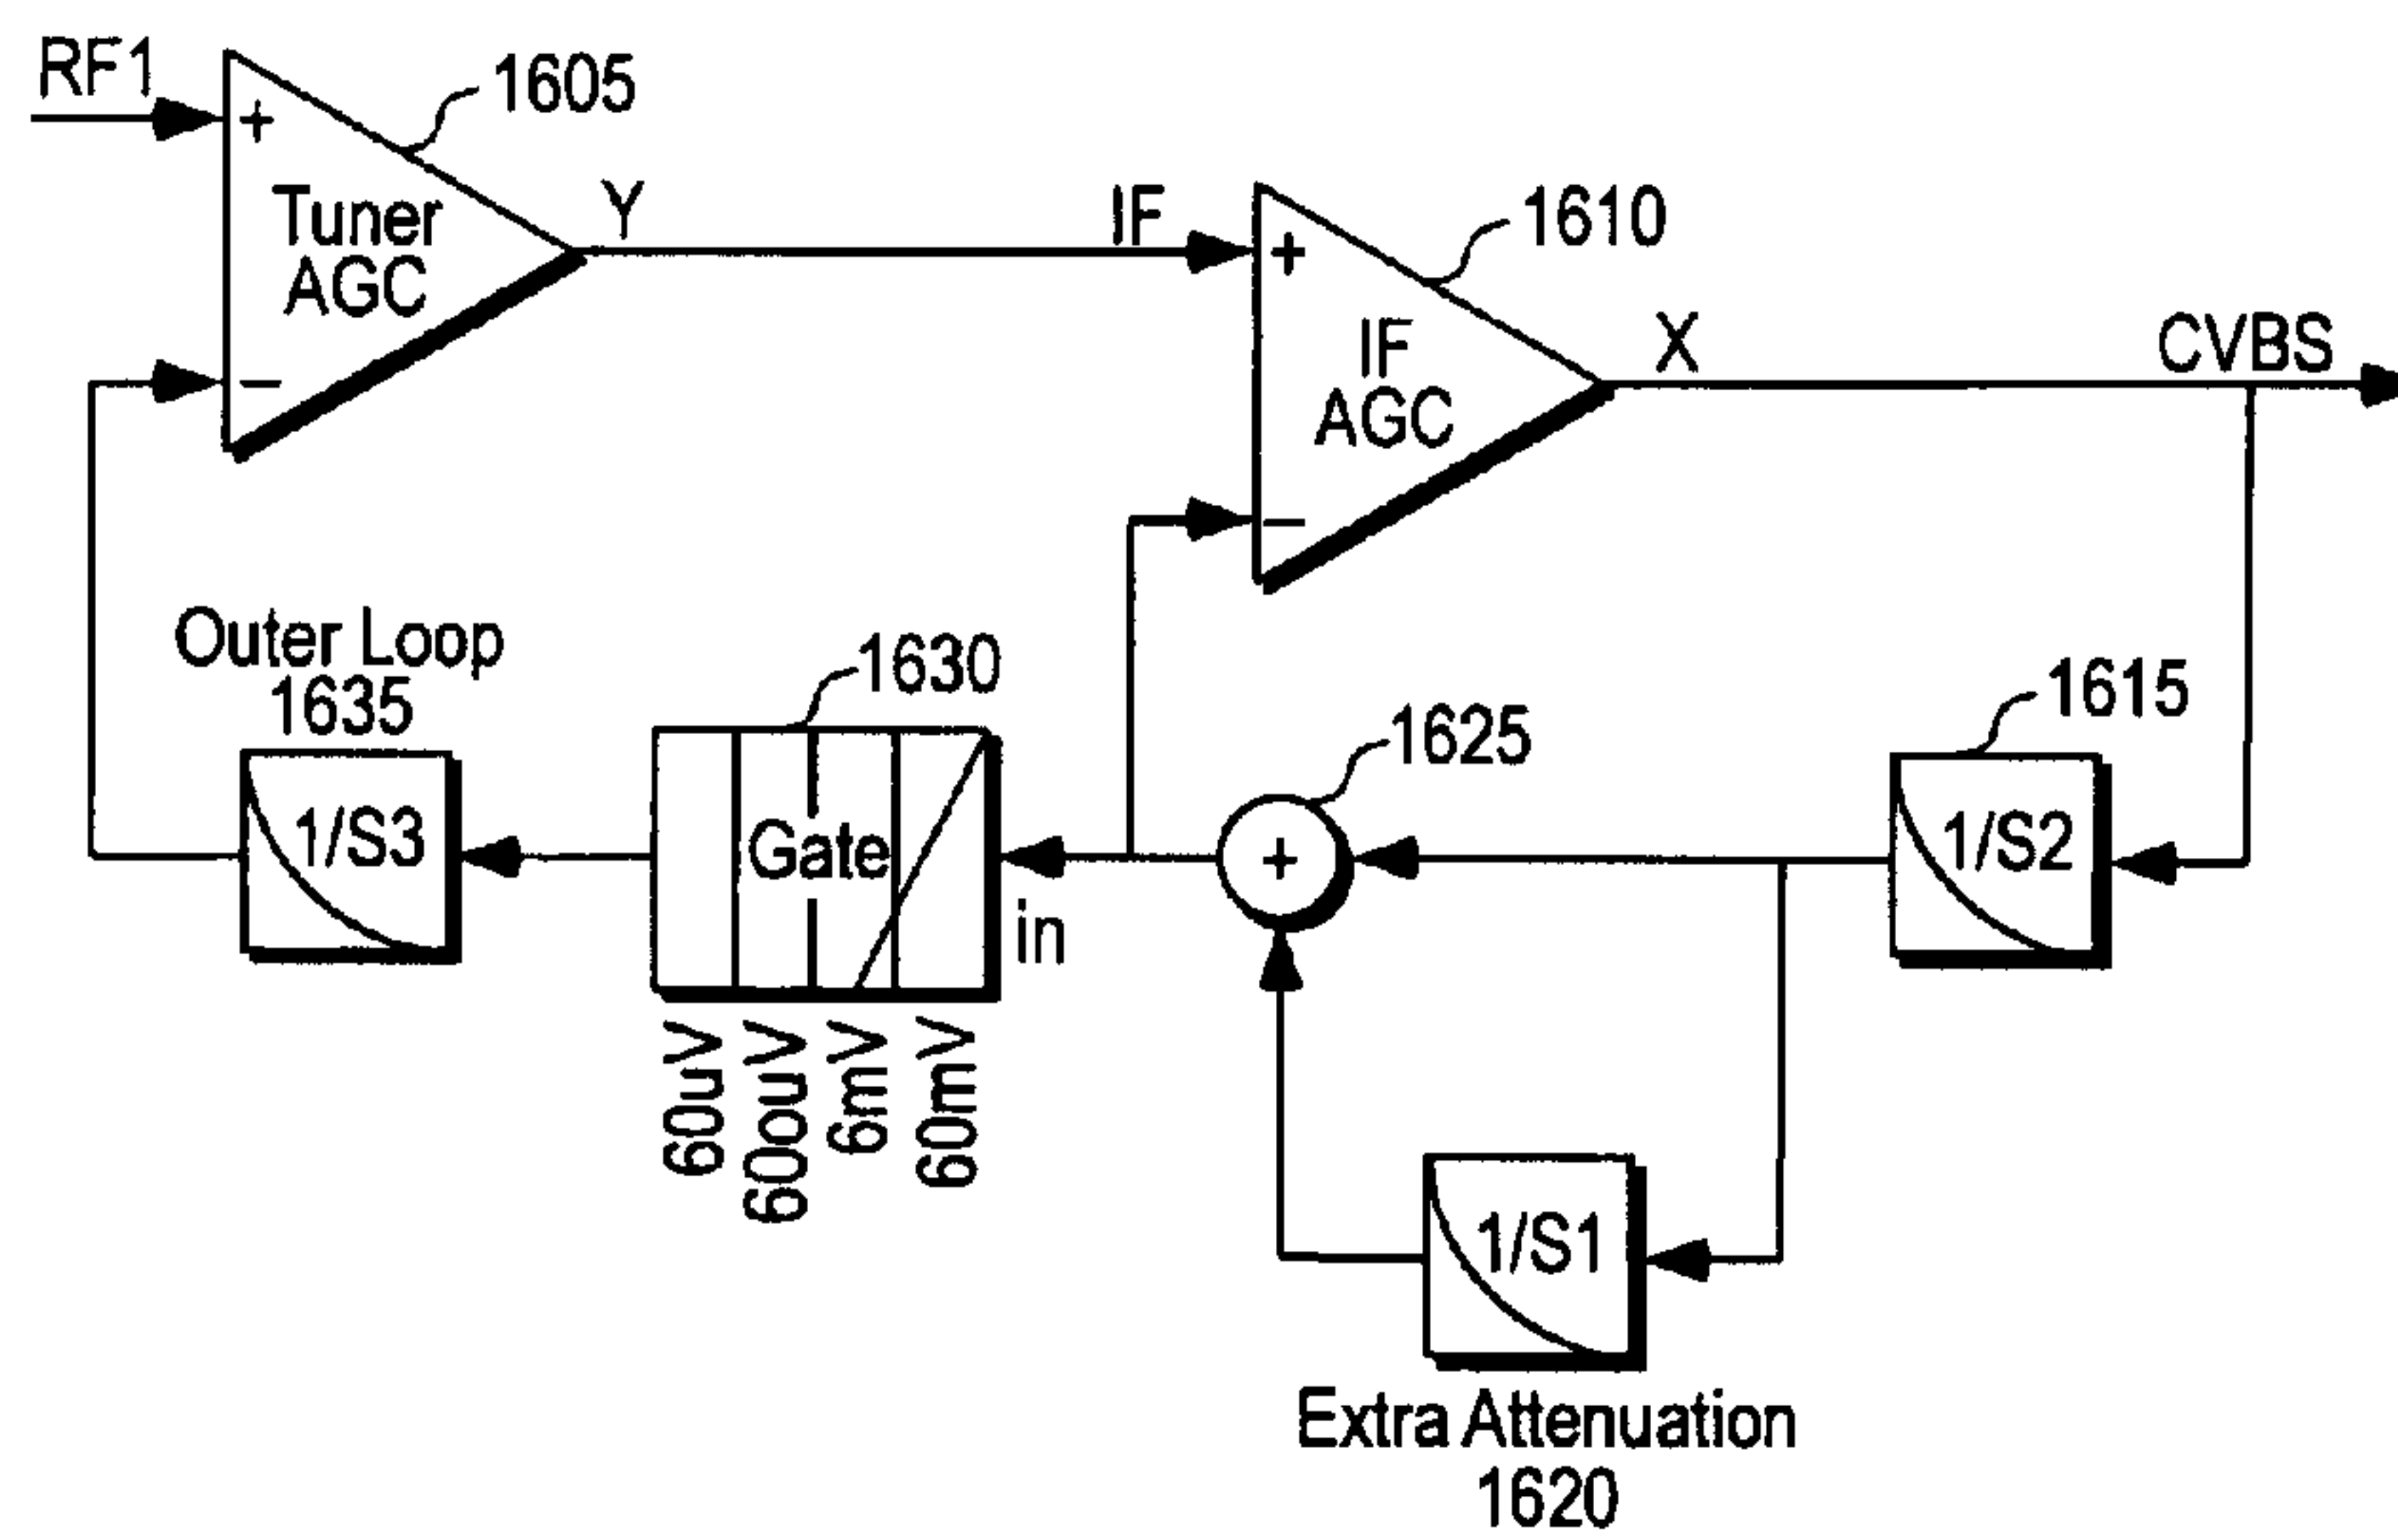 RF1
1605
+
Tuner
AGC
−
Y
IF
1610
+
IF
AGC
−
X
CVBS
Outer Loop
1635
1/S3
1630
Gate
in
60uV
600uV
6mV
60mV
1625
+
1615
1/S2
1/S1
Extra Attenuation
1620